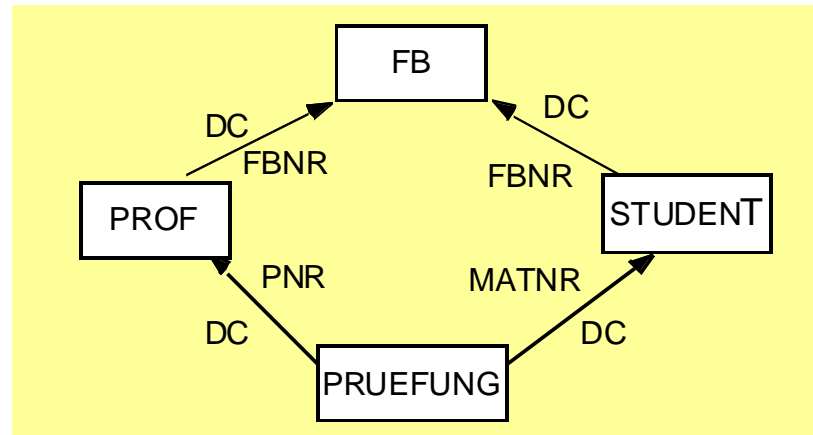 FB
DC
DC
FBNR
FBNR
PROF
STUDENT
PNR
MATNR
DC
DC
PRUEFUNG